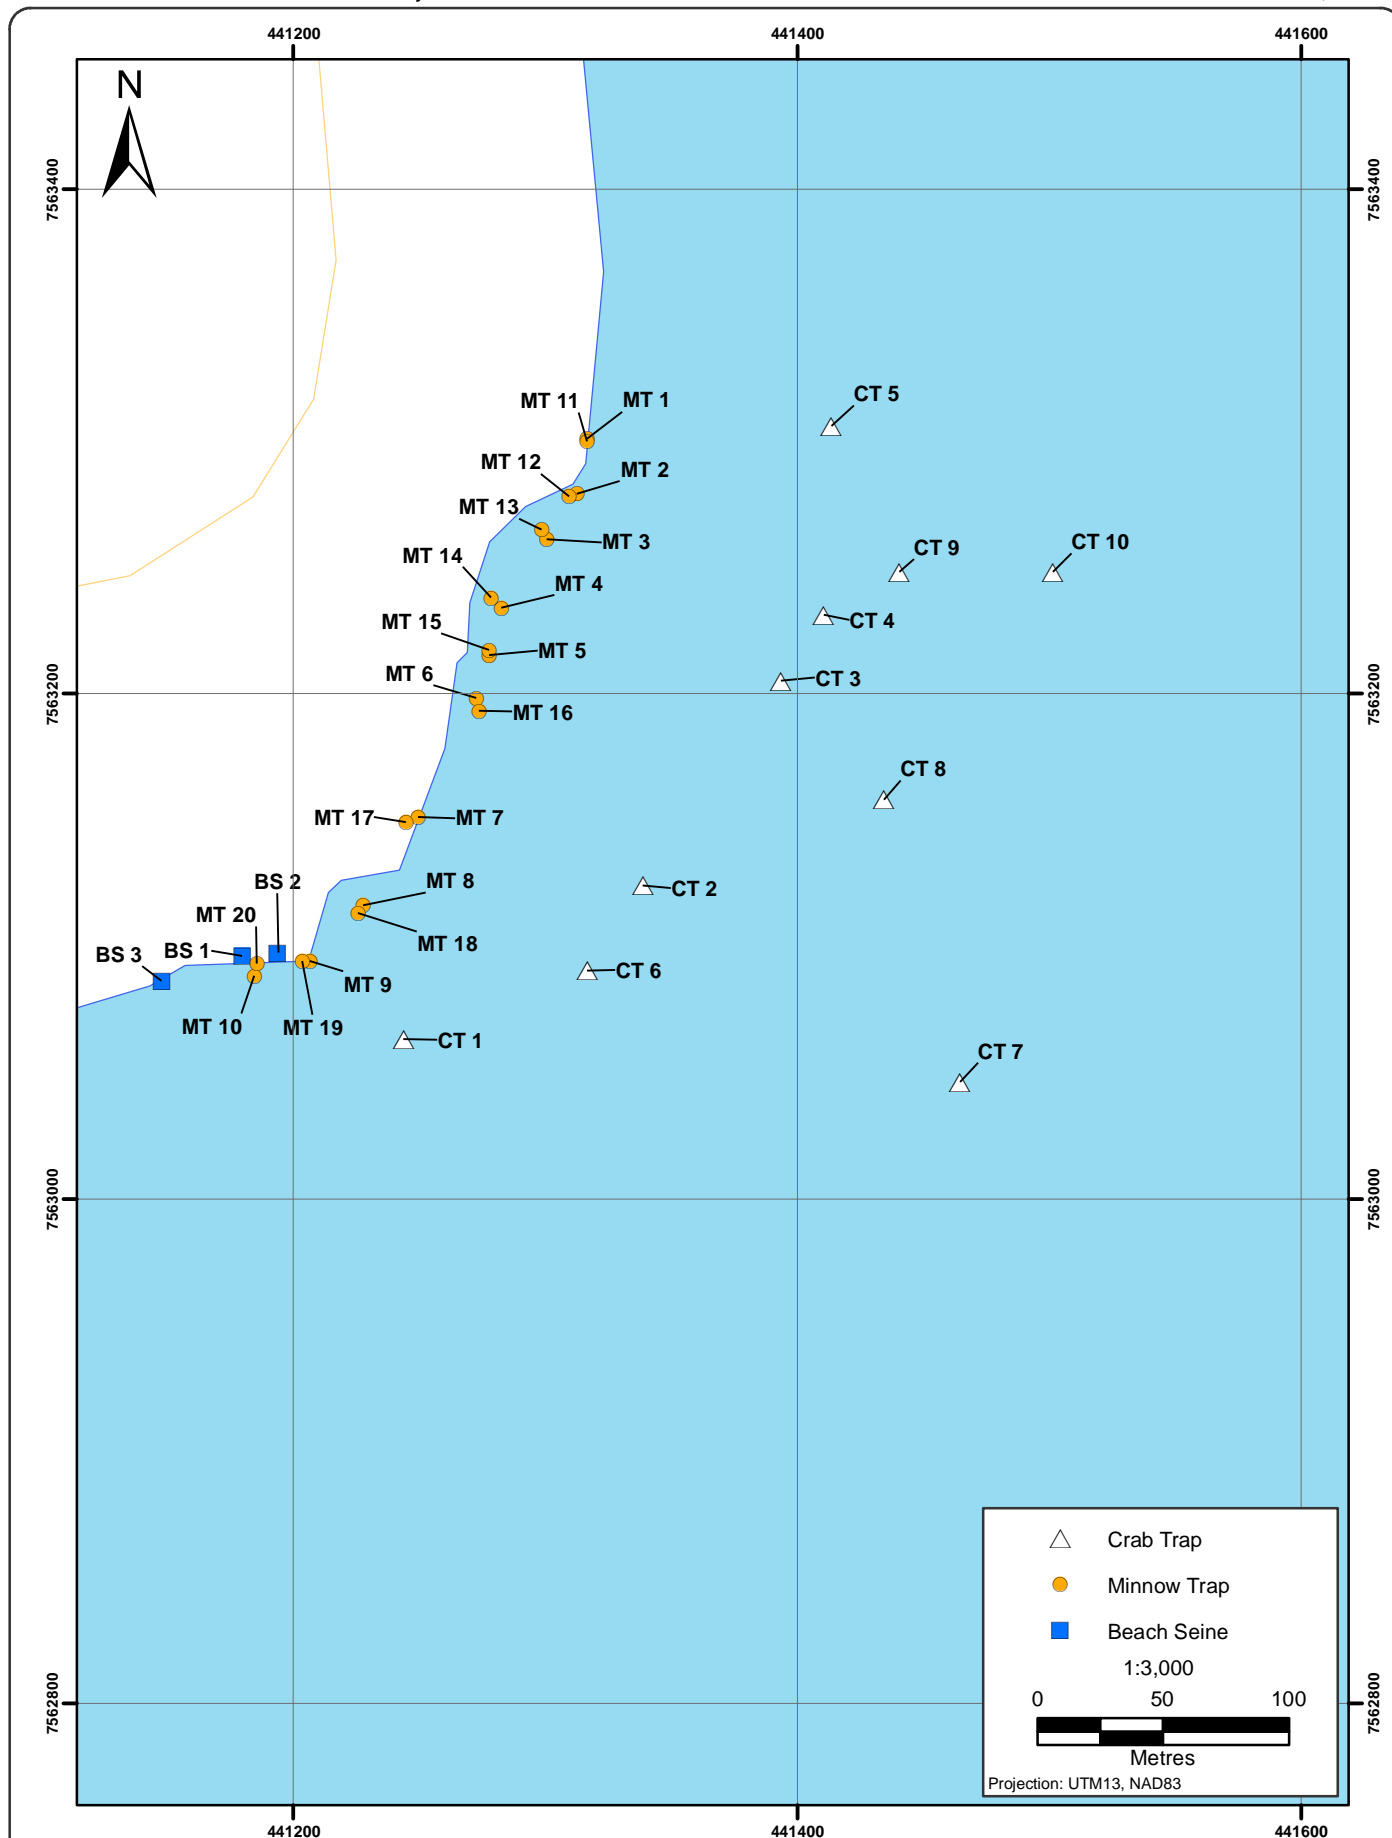 441200
441400
441600
N
7563400
7563400
CT 5
MT 11
MT 1
MT 12
MT 2
MT 13
MT 3
CT 9
CT 10
MT 14
MT 4
CT 4
MT 15
MT 5
MT 6
CT 3
7563200
7563200
MT 16
CT 8
MT 17
MT 7
BS 2
MT 8
CT 2
MT 20
BS 1
BS 3
MT 18
CT 6
MT 9
MT 10
MT 19
CT 1
CT 7
7563000
7563000
Crab Trap
Minnow Trap
Beach Seine
1:3,000
0 50 100
Metres
Projection: UTM13, NAD83
7562800
7562800
441200
441400
441600